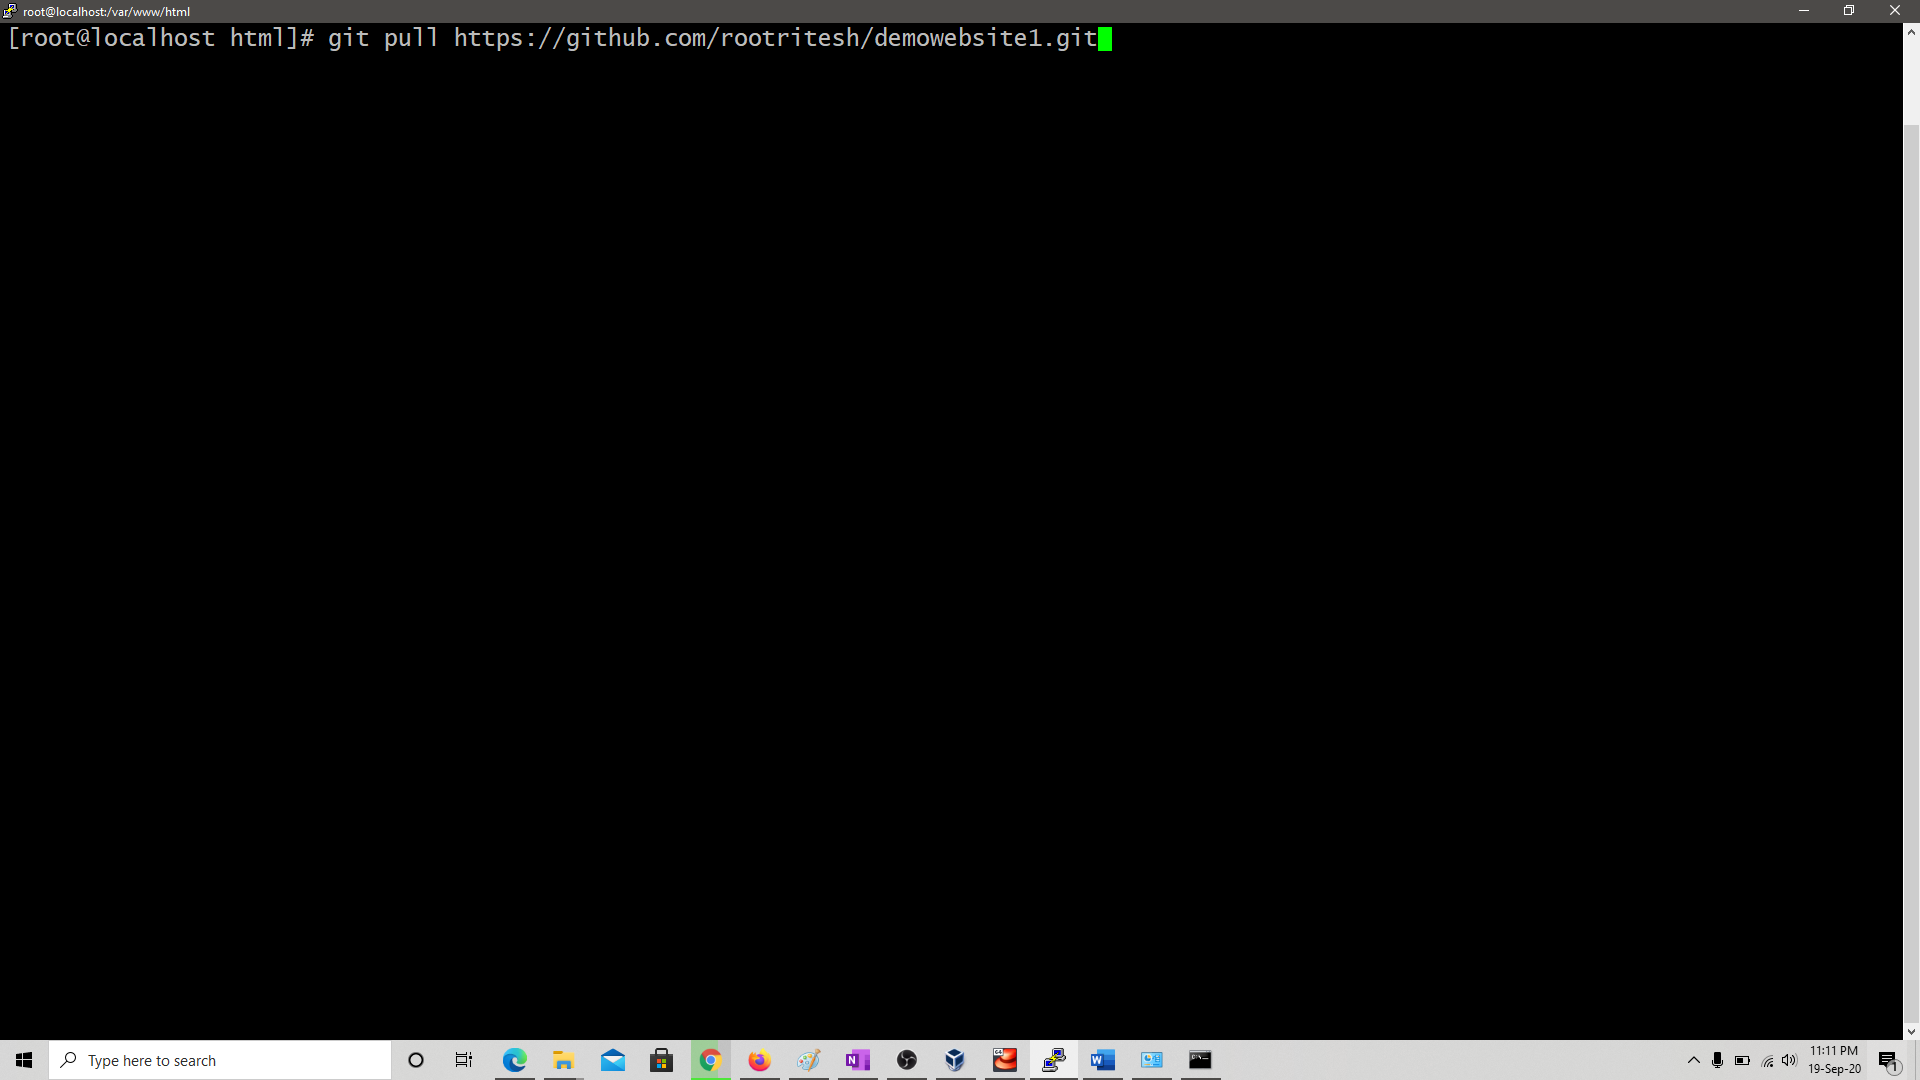 root@localhost:/var/www/html
[root@localhost html]# git pull https://github.com/rootritesh/demowebsite1.git
Type here to search
11:11 PM
19-Sep-20
1